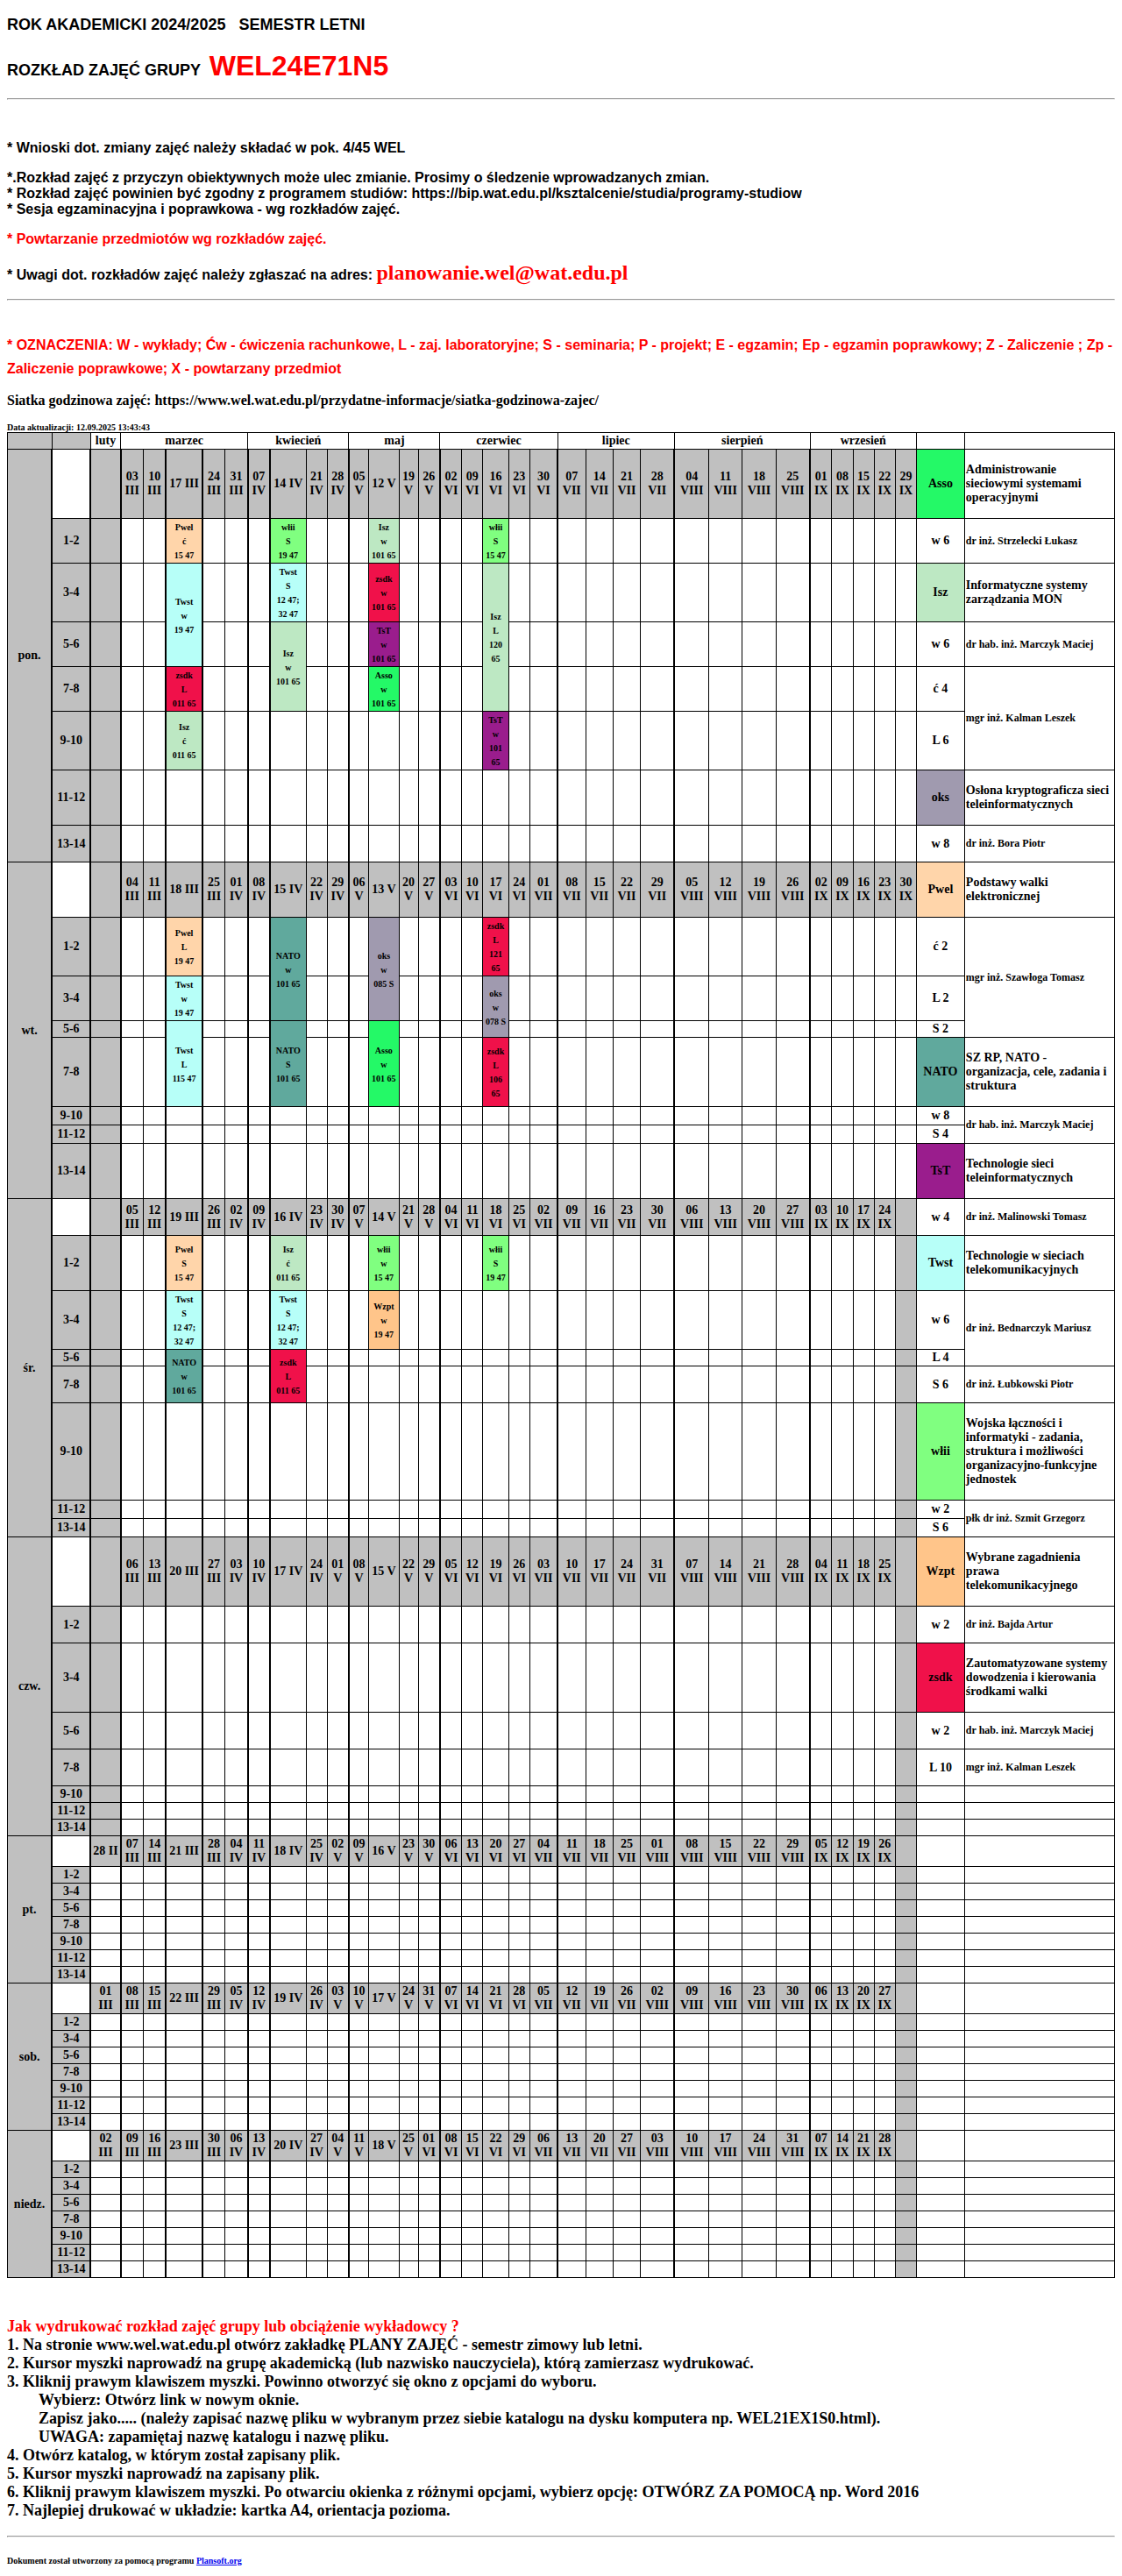 ROK AKADEMICKI 2024/2025 SEMESTR LETNI
ROZKŁAD ZAJĘĆ GRUPY WEL24E71N5
* Wnioski dot. zmiany zajęć należy składać w pok. 4/45 WEL
*.Rozkład zajęć z przyczyn obiektywnych może ulec zmianie. Prosimy o śledzenie wprowadzanych zmian.
* Rozkład zajęć powinien być zgodny z programem studiów: https://bip.wat.edu.pl/ksztalcenie/studia/programy-studiow
* Sesja egzaminacyjna i poprawkowa - wg rozkładów zajęć.
* Powtarzanie przedmiotów wg rozkładów zajęć.
* Uwagi dot. rozkładów zajęć należy zgłaszać na adres: planowanie.wel@wat.edu.pl
* OZNACZENIA: W - wykłady; Ćw - ćwiczenia rachunkowe, L - zaj. laboratoryjne; S - seminaria; P - projekt; E - egzamin; Ep - egzamin poprawkowy; Z - Zaliczenie ; Zp -
Zaliczenie poprawkowe; X - powtarzany przedmiot
Siatka godzinowa zajęć: https://www.wel.wat.edu.pl/przydatne-informacje/siatka-godzinowa-zajec/
Data aktualizacji: 12.09.2025 13:43:43
luty marzec kwiecień maj czerwiec lipiec sierpień wrzesień
pon. 03 III 10 III 17 III 24 III 31 III 07 IV 14 IV 21 IV 28 IV 05 V 12 V 19 V 26 V 02 VI 09 VI 16 VI 23 VI 30 VI 07 VII 14 VII 21 VII 28 VII 04 VIII 11 VIII 18 VIII 25 VIII 01 IX 08 IX 15 IX 22 IX 29 IX Asso Administrowanie sieciowymi systemami operacyjnymi
1-2 Pwel ć 15 47 włii S 19 47 Isz w 101 65 włii S 15 47 w 6 dr inż. Strzelecki Łukasz
3-4 Twst w 19 47 Twst S 12 47; 32 47 zsdk w 101 65 Isz L 120 65 Isz Informatyczne systemy zarządzania MON
5-6 Isz w 101 65 TsT w 101 65 w 6 dr hab. inż. Marczyk Maciej
7-8 zsdk L 011 65 Asso w 101 65 ć 4 mgr inż. Kalman Leszek
9-10 Isz ć 011 65 TsT w 101 65 L 6
11-12 oks Osłona kryptograficza sieci teleinformatycznych
13-14 w 8 dr inż. Bora Piotr
wt. 04 III 11 III 18 III 25 III 01 IV 08 IV 15 IV 22 IV 29 IV 06 V 13 V 20 V 27 V 03 VI 10 VI 17 VI 24 VI 01 VII 08 VII 15 VII 22 VII 29 VII 05 VIII 12 VIII 19 VIII 26 VIII 02 IX 09 IX 16 IX 23 IX 30 IX Pwel Podstawy walki elektronicznej
1-2 Pwel L 19 47 NATO w 101 65 oks w 085 S zsdk L 121 65 ć 2 mgr inż. Szawłoga Tomasz
3-4 Twst w 19 47 oks w 078 S L 2
5-6 Twst L 115 47 NATO S 101 65 Asso w 101 65 S 2
7-8 zsdk L 106 65 NATO SZ RP, NATO - organizacja, cele, zadania i struktura
9-10 w 8 dr hab. inż. Marczyk Maciej
11-12 S 4
13-14 TsT Technologie sieci teleinformatycznych
śr. 05 III 12 III 19 III 26 III 02 IV 09 IV 16 IV 23 IV 30 IV 07 V 14 V 21 V 28 V 04 VI 11 VI 18 VI 25 VI 02 VII 09 VII 16 VII 23 VII 30 VII 06 VIII 13 VIII 20 VIII 27 VIII 03 IX 10 IX 17 IX 24 IX w 4 dr inż. Malinowski Tomasz
1-2 Pwel S 15 47 Isz ć 011 65 włii w 15 47 włii S 19 47 Twst Technologie w sieciach telekomunikacyjnych
3-4 Twst S 12 47; 32 47 Twst S 12 47; 32 47 Wzpt w 19 47 w 6 dr inż. Bednarczyk Mariusz
5-6 NATO w 101 65 zsdk L 011 65 L 4
7-8 S 6 dr inż. Łubkowski Piotr
9-10 włii Wojska łączności i informatyki - zadania, struktura i możliwości organizacyjno-funkcyjne jednostek
11-12 w 2 płk dr inż. Szmit Grzegorz
13-14 S 6
czw. 06 III 13 III 20 III 27 III 03 IV 10 IV 17 IV 24 IV 01 V 08 V 15 V 22 V 29 V 05 VI 12 VI 19 VI 26 VI 03 VII 10 VII 17 VII 24 VII 31 VII 07 VIII 14 VIII 21 VIII 28 VIII 04 IX 11 IX 18 IX 25 IX Wzpt Wybrane zagadnienia prawa telekomunikacyjnego
1-2 w 2 dr inż. Bajda Artur
3-4 zsdk Zautomatyzowane systemy dowodzenia i kierowania środkami walki
5-6 w 2 dr hab. inż. Marczyk Maciej
7-8 L 10 mgr inż. Kalman Leszek
9-10
11-12
13-14
pt. 28 II 07 III 14 III 21 III 28 III 04 IV 11 IV 18 IV 25 IV 02 V 09 V 16 V 23 V 30 V 06 VI 13 VI 20 VI 27 VI 04 VII 11 VII 18 VII 25 VII 01 VIII 08 VIII 15 VIII 22 VIII 29 VIII 05 IX 12 IX 19 IX 26 IX
1-2
3-4
5-6
7-8
9-10
11-12
13-14
sob. 01 III 08 III 15 III 22 III 29 III 05 IV 12 IV 19 IV 26 IV 03 V 10 V 17 V 24 V 31 V 07 VI 14 VI 21 VI 28 VI 05 VII 12 VII 19 VII 26 VII 02 VIII 09 VIII 16 VIII 23 VIII 30 VIII 06 IX 13 IX 20 IX 27 IX
1-2
3-4
5-6
7-8
9-10
11-12
13-14
niedz. 02 III 09 III 16 III 23 III 30 III 06 IV 13 IV 20 IV 27 IV 04 V 11 V 18 V 25 V 01 VI 08 VI 15 VI 22 VI 29 VI 06 VII 13 VII 20 VII 27 VII 03 VIII 10 VIII 17 VIII 24 VIII 31 VIII 07 IX 14 IX 21 IX 28 IX
1-2
3-4
5-6
7-8
9-10
11-12
13-14
Jak wydrukować rozkład zajęć grupy lub obciążenie wykładowcy ?
1. Na stronie www.wel.wat.edu.pl otwórz zakładkę PLANY ZAJĘĆ - semestr zimowy lub letni.
2. Kursor myszki naprowadź na grupę akademicką (lub nazwisko nauczyciela), którą zamierzasz wydrukować.
3. Kliknij prawym klawiszem myszki. Powinno otworzyć się okno z opcjami do wyboru.
Wybierz: Otwórz link w nowym oknie.
Zapisz jako..... (należy zapisać nazwę pliku w wybranym przez siebie katalogu na dysku komputera np. WEL21EX1S0.html).
UWAGA: zapamiętaj nazwę katalogu i nazwę pliku.
4. Otwórz katalog, w którym został zapisany plik.
5. Kursor myszki naprowadź na zapisany plik.
6. Kliknij prawym klawiszem myszki. Po otwarciu okienka z różnymi opcjami, wybierz opcję: OTWÓRZ ZA POMOCĄ np. Word 2016
7. Najlepiej drukować w układzie: kartka A4, orientacja pozioma.
Dokument został utworzony za pomocą programu Plansoft.org